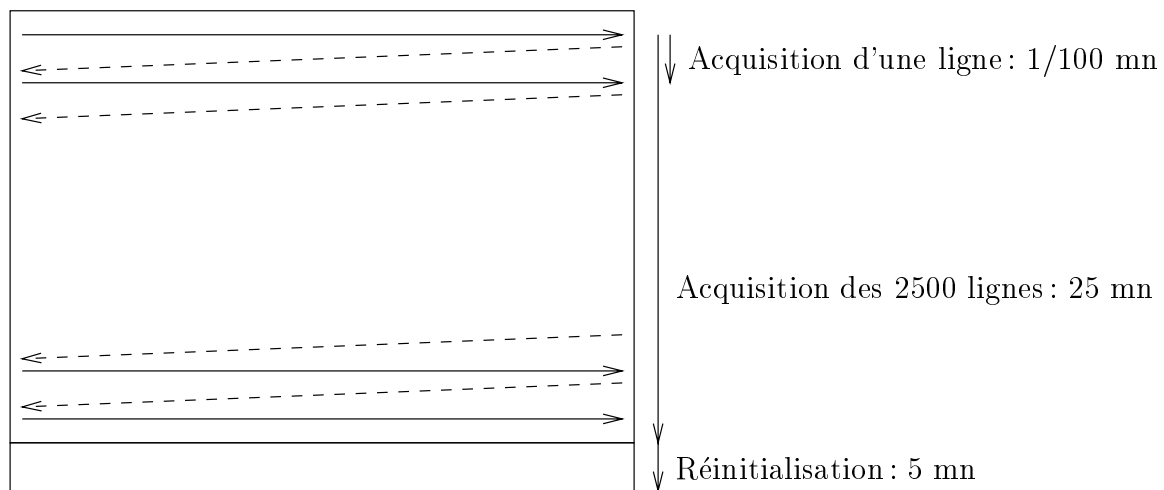 Acquisition d'une ligne : 1/100 mn
Acquisition des 2500 lignes : 25 mn
Réinitialisation : 5 mn